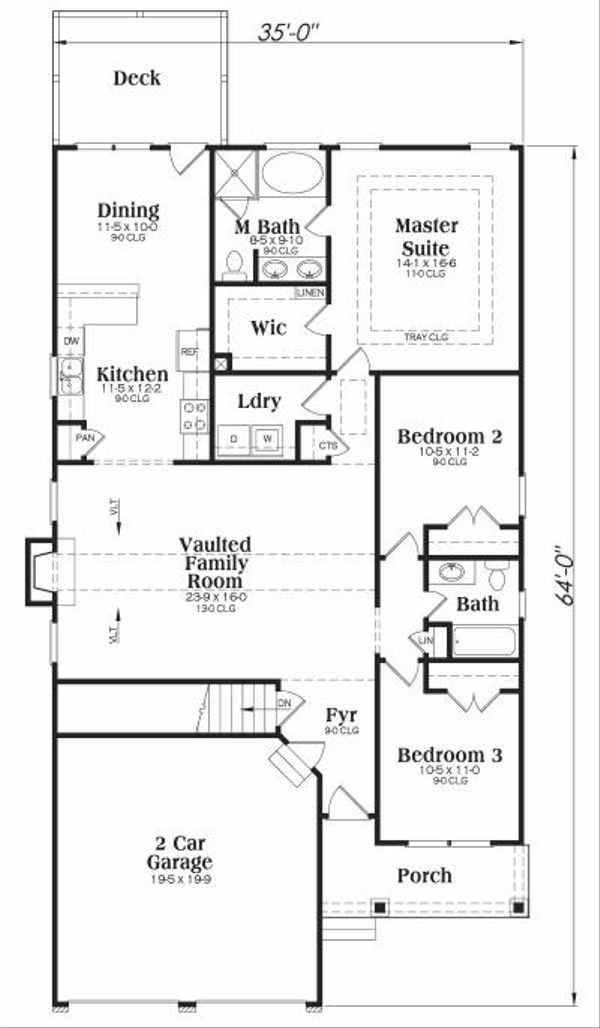 35'-0"
Deck
Dining
11-5 x 10-0
9-0 CLG
M Bath
8-5 x 9-10
9-0 CLG
Master
Suite
14-1 x 16-6
11-0 CLG
TRAY CLG
LINEN
Wic
DW
REF
Kitchen
11-5 x 12-2
9-0 CLG
PAN
Ldry
D
W
CTS
Bedroom 2
10-5 x 11-2
9-0 CLG
VLT
Vaulted
Family
Room
23-9 x 16-0
13-0 CLG
VLT
64'-0"
Bath
LIN
DN
Fyr
9-0 CLG
Bedroom 3
10-5 x 11-0
9-0 CLG
2 Car
Garage
19-5 x 19-9
Porch